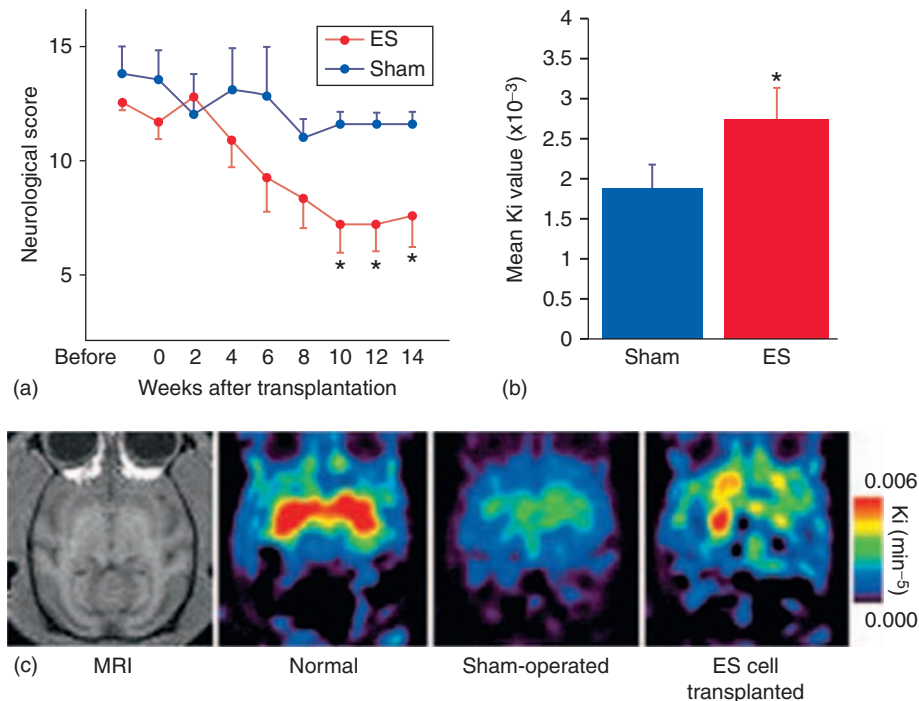 15
10
5
Neurological score
ES
Sham
* * *
Before 0 2 4 6 8 10 12 14
Weeks after transplantation
(a)
4
3.5
3
2.5
2
1.5
1
0.5
0
Mean Ki value (x10⁻³)
*
Sham ES
(b)
0.006
Ki (min⁻⁵)
0.000
(c)
MRI
Normal
Sham-operated
ES cell
transplanted